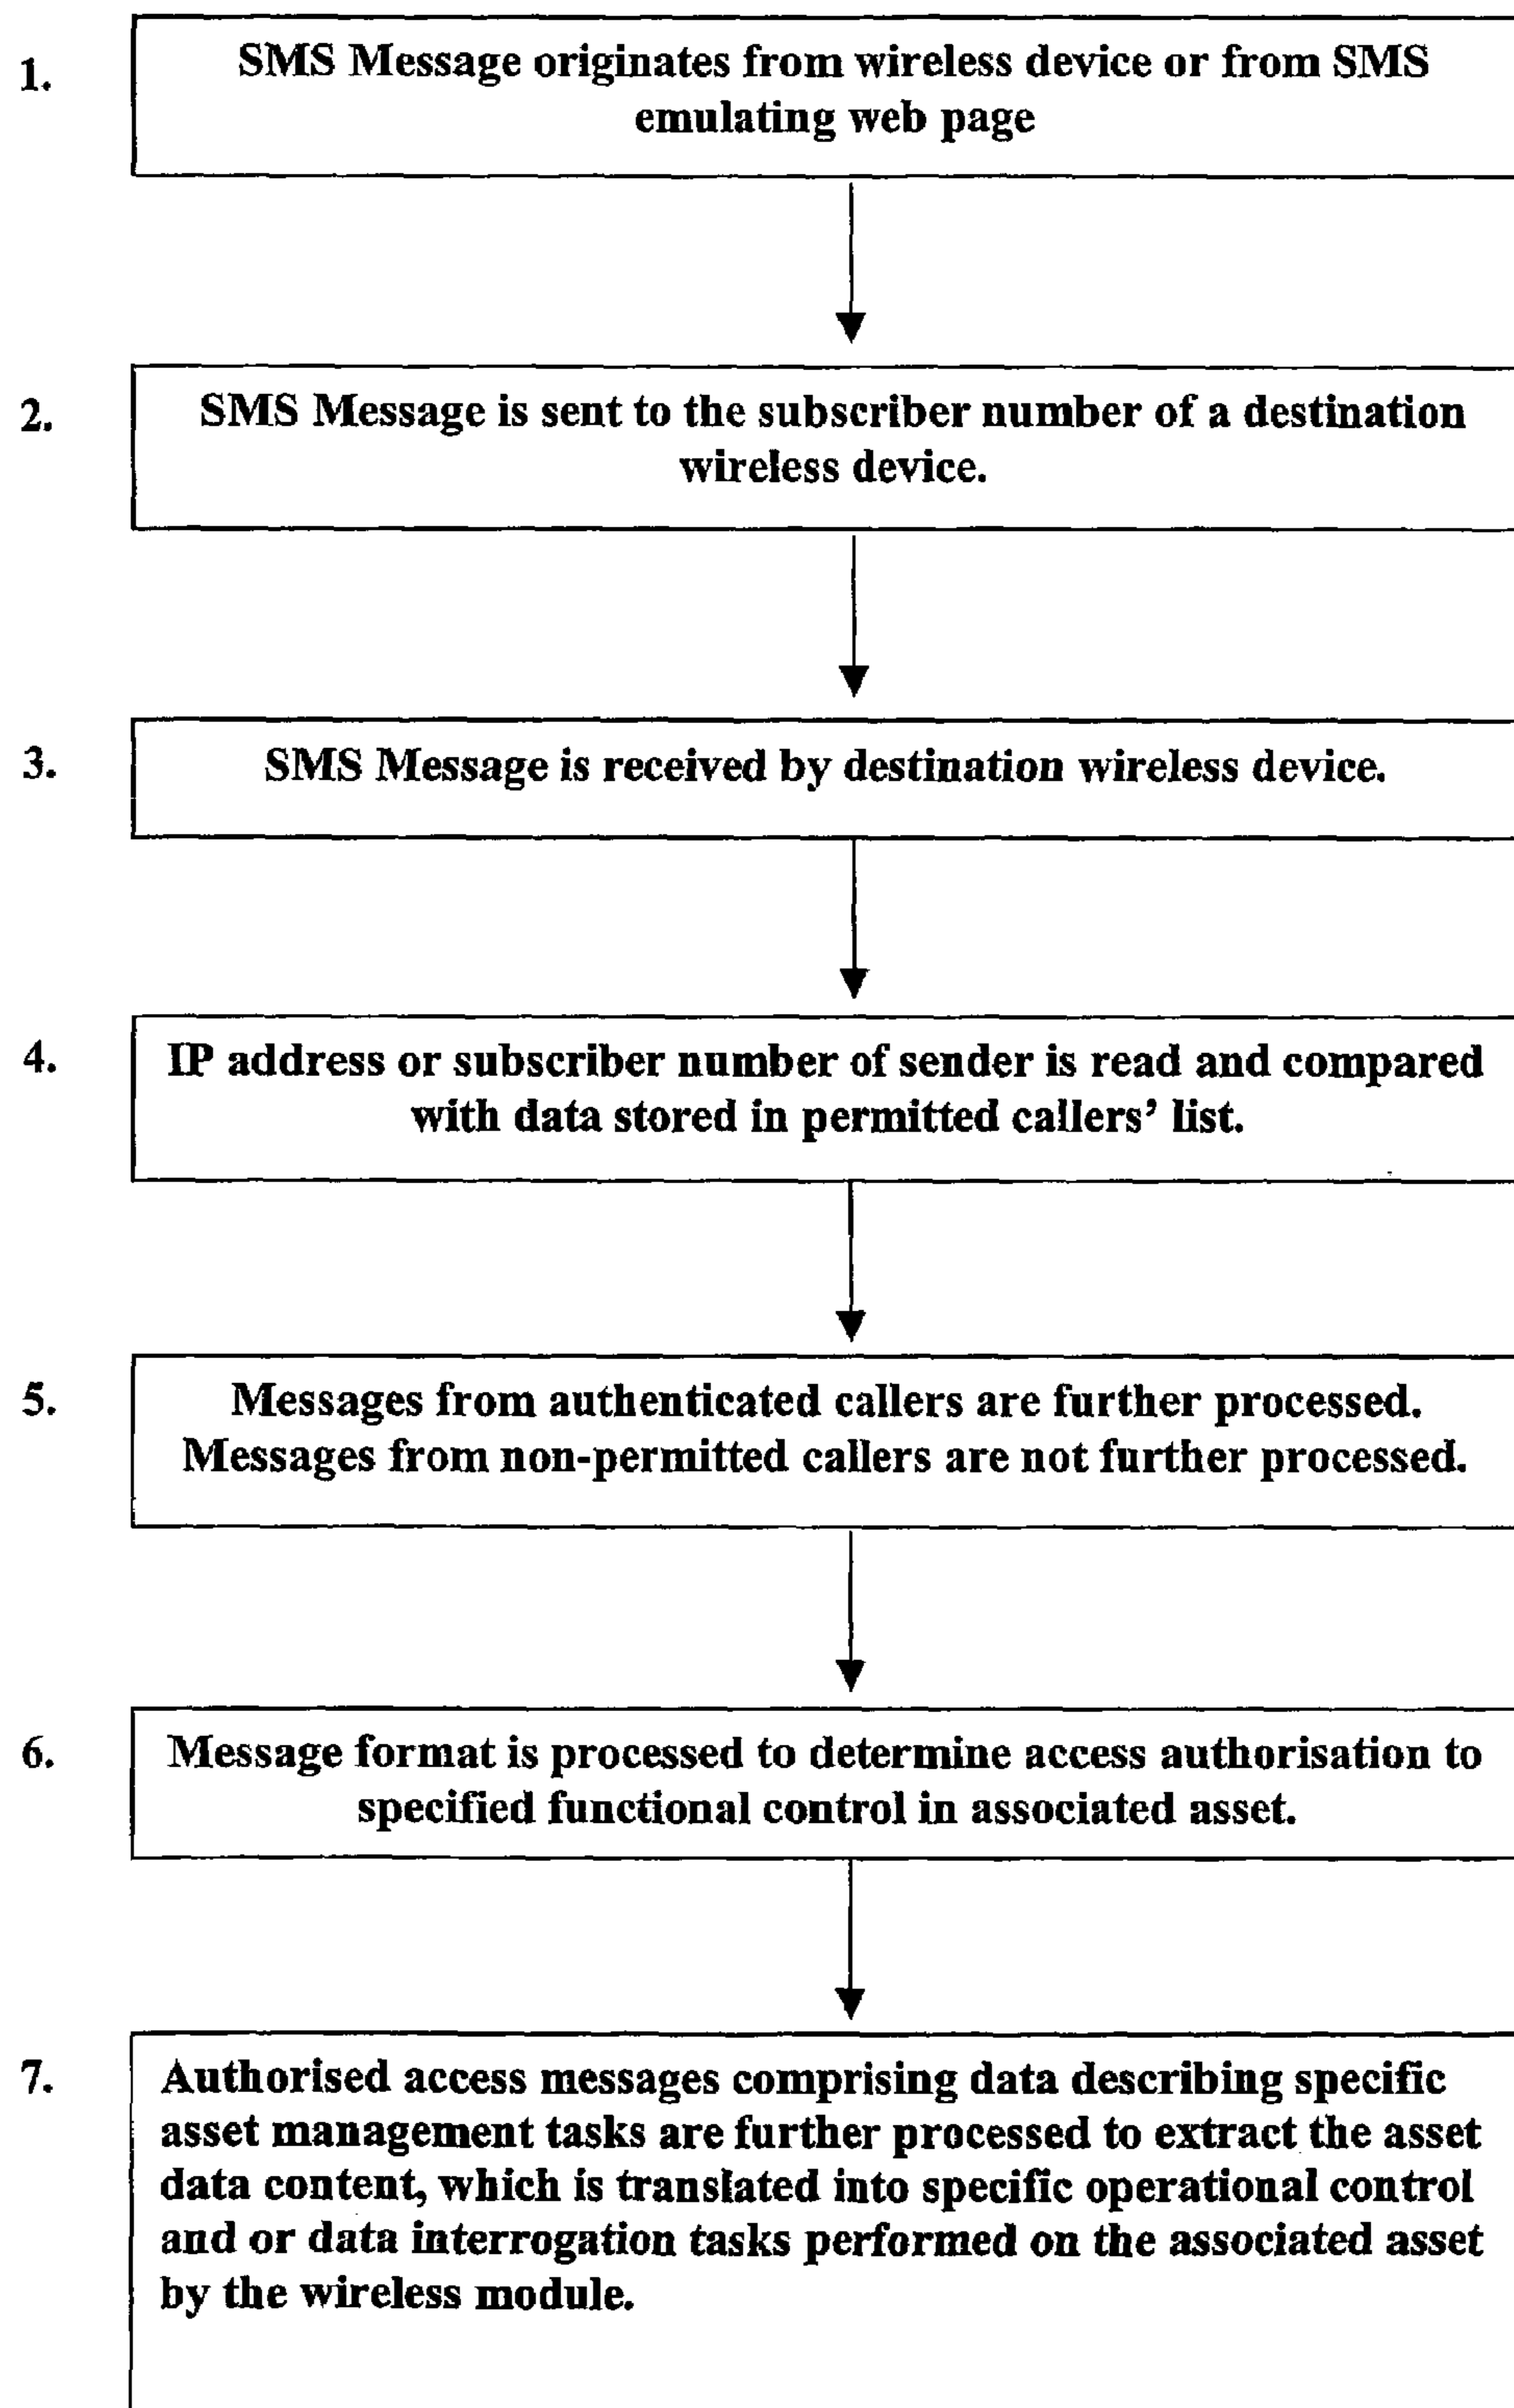 1.
SMS Message originates from wireless device or from SMS
emulating web page
2.
SMS Message is sent to the subscriber number of a destination
wireless device.
3.
SMS Message is received by destination wireless device.
4.
IP address or subscriber number of sender is read and compared
with data stored in permitted callers’ list.
5.
Messages from authenticated callers are further processed.
Messages from non-permitted callers are not further processed.
6.
Message format is processed to determine access authorisation to
specified functional control in associated asset.
7.
Authorised access messages comprising data describing specific
asset management tasks are further processed to extract the asset
data content, which is translated into specific operational control
and or data interrogation tasks performed on the associated asset
by the wireless module.